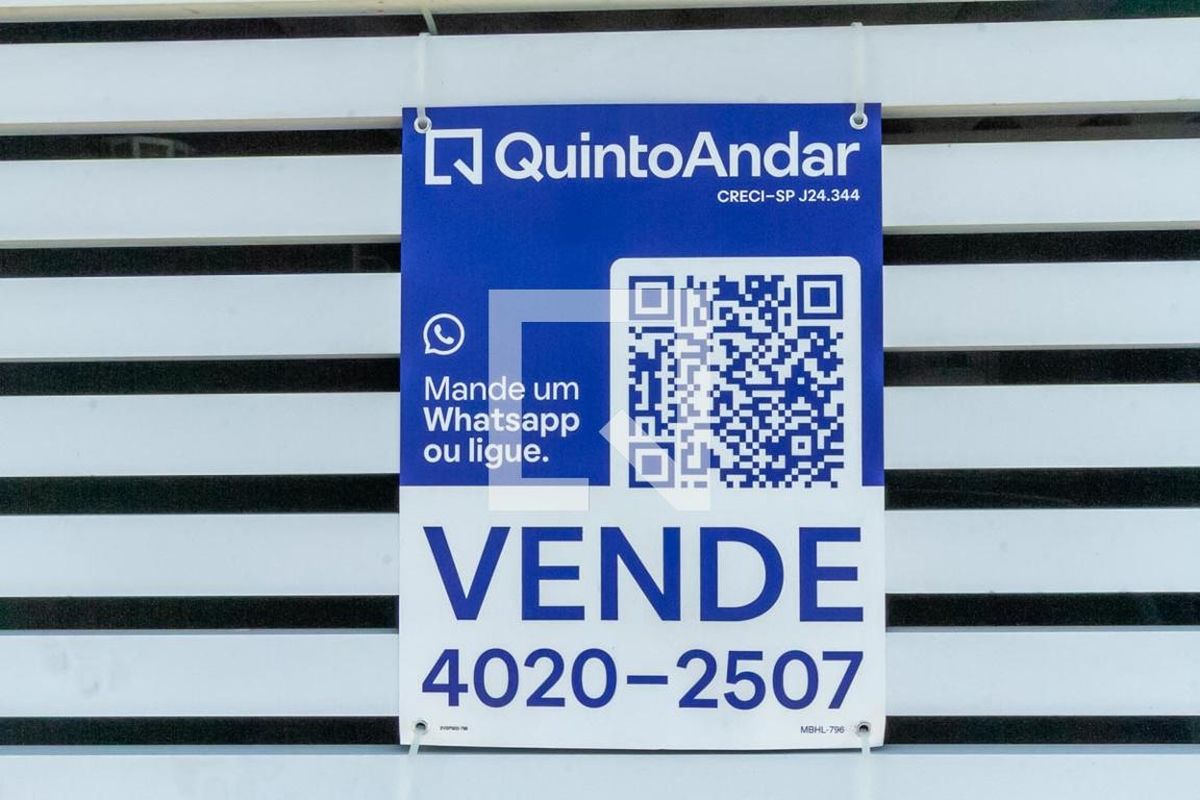 QuintoAndar
CRECI–SP J24.344
Mande um
Whatsapp
ou ligue.
VENDE
4020–2507
MBHL-796